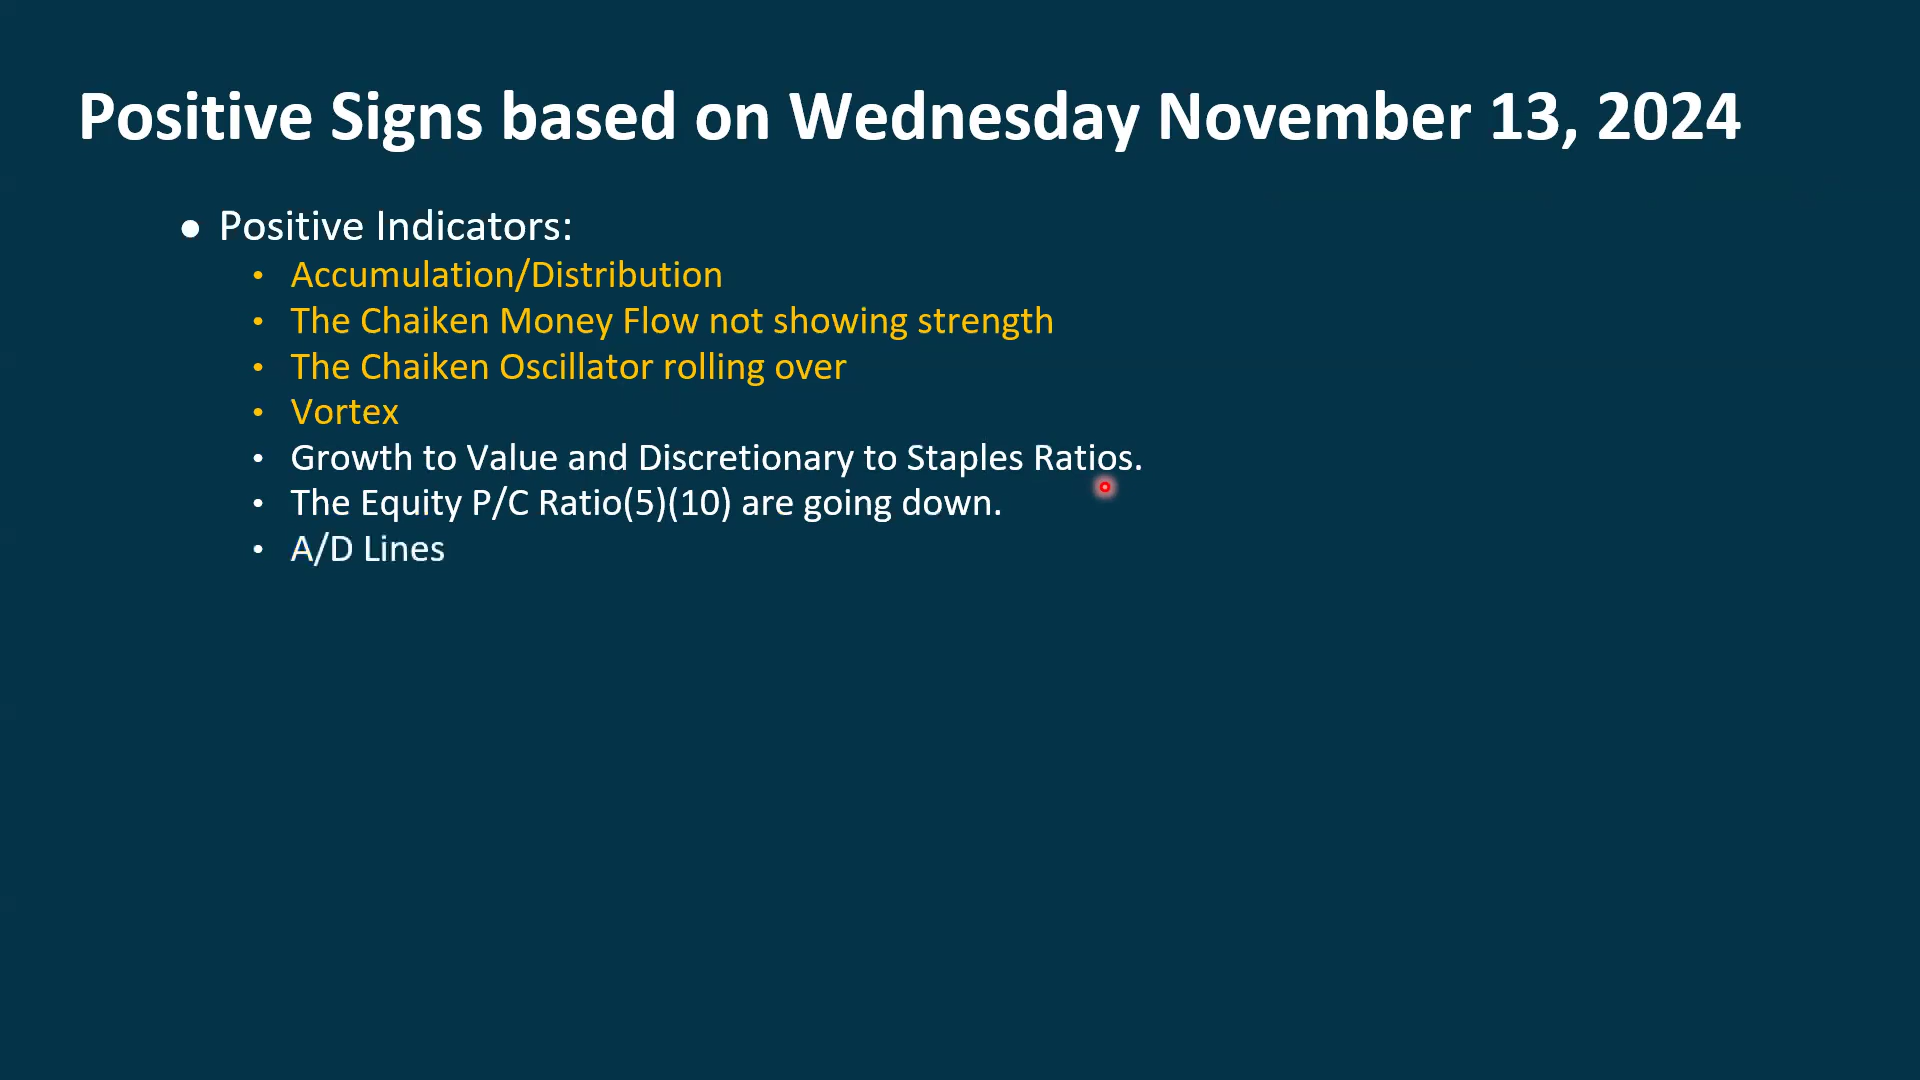 Positive Signs based on Wednesday November 13, 2024
● Positive Indicators:
• Accumulation/Distribution
• The Chaiken Money Flow not showing strength
• The Chaiken Oscillator rolling over
• Vortex
• Growth to Value and Discretionary to Staples Ratios.
• The Equity P/C Ratio(5)(10) are going down.
• A/D Lines